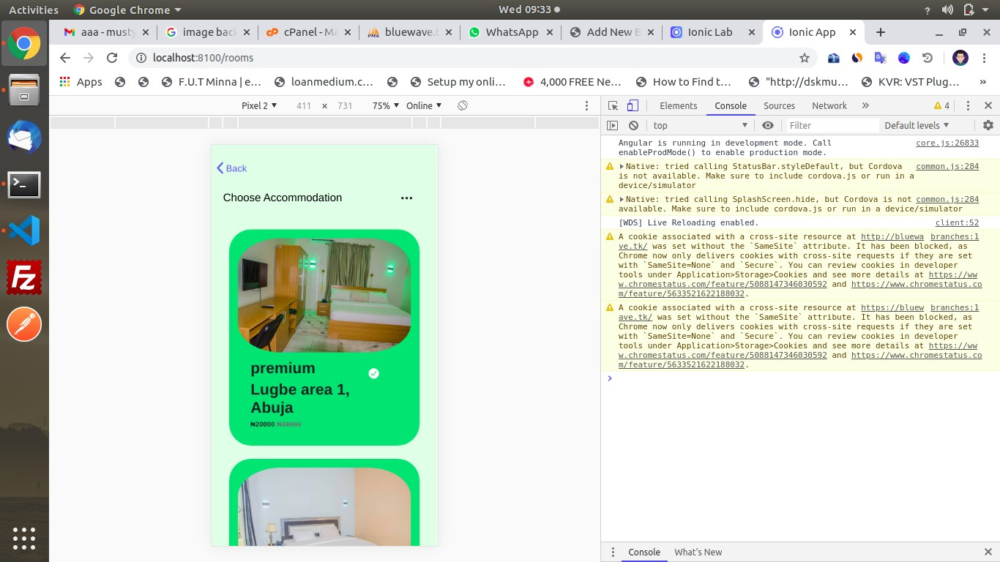 Activities
Google Chrome
Wed 09:33
?
aaa - musty
image bac
cPanel - Ma
bluewave.t
WhatsApp
Add New B
Ionic Lab
Ionic App
localhost:8100/rooms
Apps
F.U.T Minna | e…
loanmedium.c…
Setup my onli…
4,000 FREE Ne…
How to Find t…
"http://dskmu…
KVR: VST Plug…
»
Pixel 2
411 × 731
75%
Online
Elements
Console
Sources
Network
»
4
top
Filter
Default levels
Angular is running in development mode. Call core.js:26833
enableProdMode() to enable production mode.
Native: tried calling StatusBar.styleDefault, but Cordova common.js:284
is not available. Make sure to include cordova.js or run in a
device/simulator
Native: tried calling SplashScreen.hide, but Cordova is not common.js:284
available. Make sure to include cordova.js or run in a device/simulator
[WDS] Live Reloading enabled. client:52
A cookie associated with a cross-site resource at http://bluewa branches:1
ve.tk/ was set without the `SameSite` attribute. It has been blocked, as
Chrome now only delivers cookies with cross-site requests if they are set
with `SameSite=None` and `Secure`. You can review cookies in developer
tools under Application>Storage>Cookies and see more details at https://ww
w.chromestatus.com/feature/5088147346030592 and https://www.chromestatus.co
m/feature/5633521622188032.
A cookie associated with a cross-site resource at https://bluew branches:1
ave.tk/ was set without the `SameSite` attribute. It has been blocked, as
Chrome now only delivers cookies with cross-site requests if they are set
with `SameSite=None` and `Secure`. You can review cookies in developer
tools under Application>Storage>Cookies and see more details at https://ww
w.chromestatus.com/feature/5088147346030592 and https://www.chromestatus.co
m/feature/5633521622188032.
Back
Choose Accommodation
premium
Lugbe area 1,
Abuja
₦20000 ₦38000
Console
What's New
PMA
cP
Fz